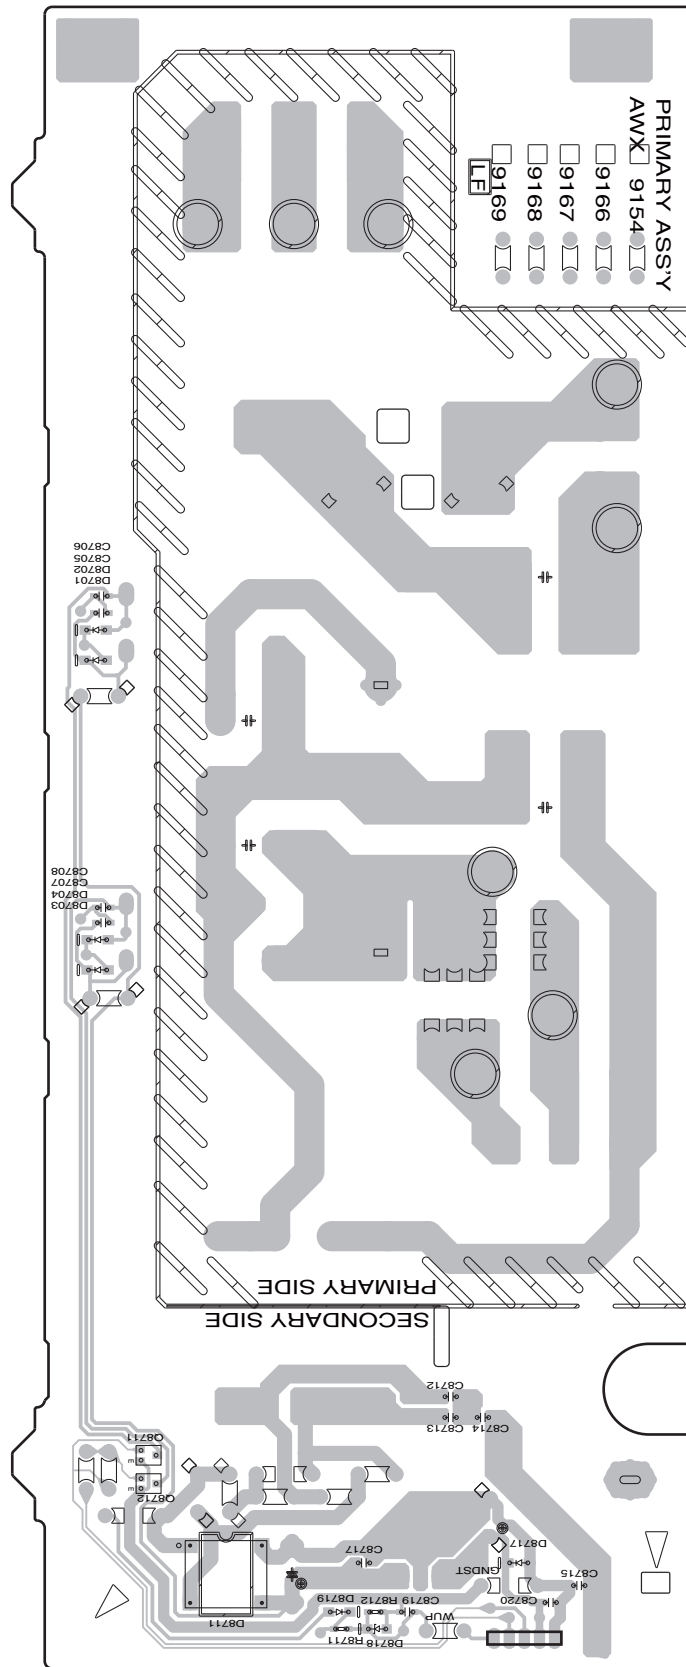 PRIMARY ASS'Y
AWX 9154
9166
9167
9168
9169
LF
C8706
C8705
D8702
D8701
C8708
C8707
D8704
D8703
PRIMARY SIDE
SECONDARY SIDE
C8712
C8713
C8714
Q8711
Q8712
C8717
D8717
GNDST
C8715
C8720
D8719
R8712
C8719
WUP
D8711
R8711
D8718